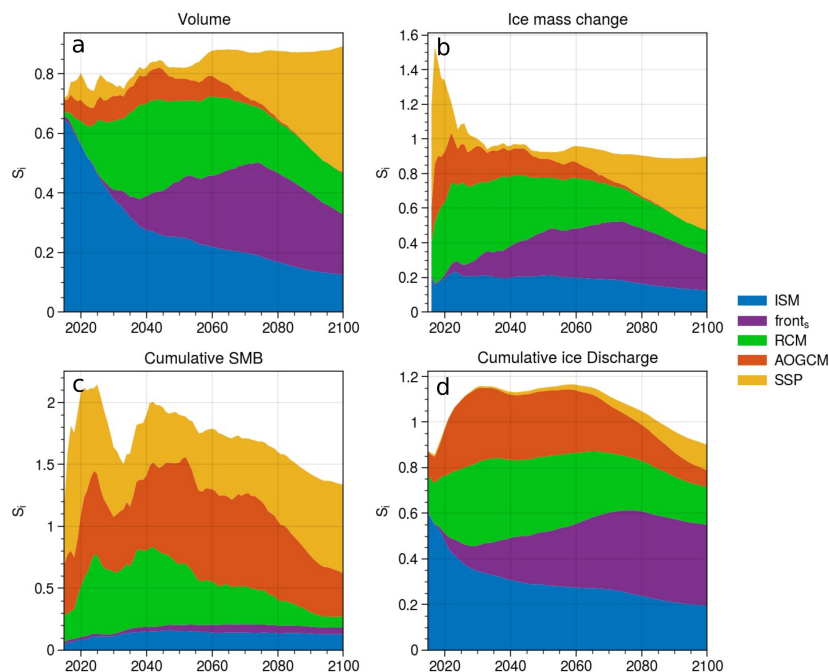 Volume
a
0.8
0.6
0.4
0.2
0
Sᵢ
2020 2040 2060 2080 2100
Ice mass change
b
1.6
1.4
1.2
1
0.8
0.6
0.4
0.2
0
Sᵢ
2020 2040 2060 2080 2100
Cumulative SMB
c
2
1.5
1
0.5
0
Sᵢ
2020 2040 2060 2080 2100
Cumulative ice Discharge
d
1.2
1
0.8
0.6
0.4
0.2
0
Sᵢ
2020 2040 2060 2080 2100
ISM
frontₛ
RCM
AOGCM
SSP